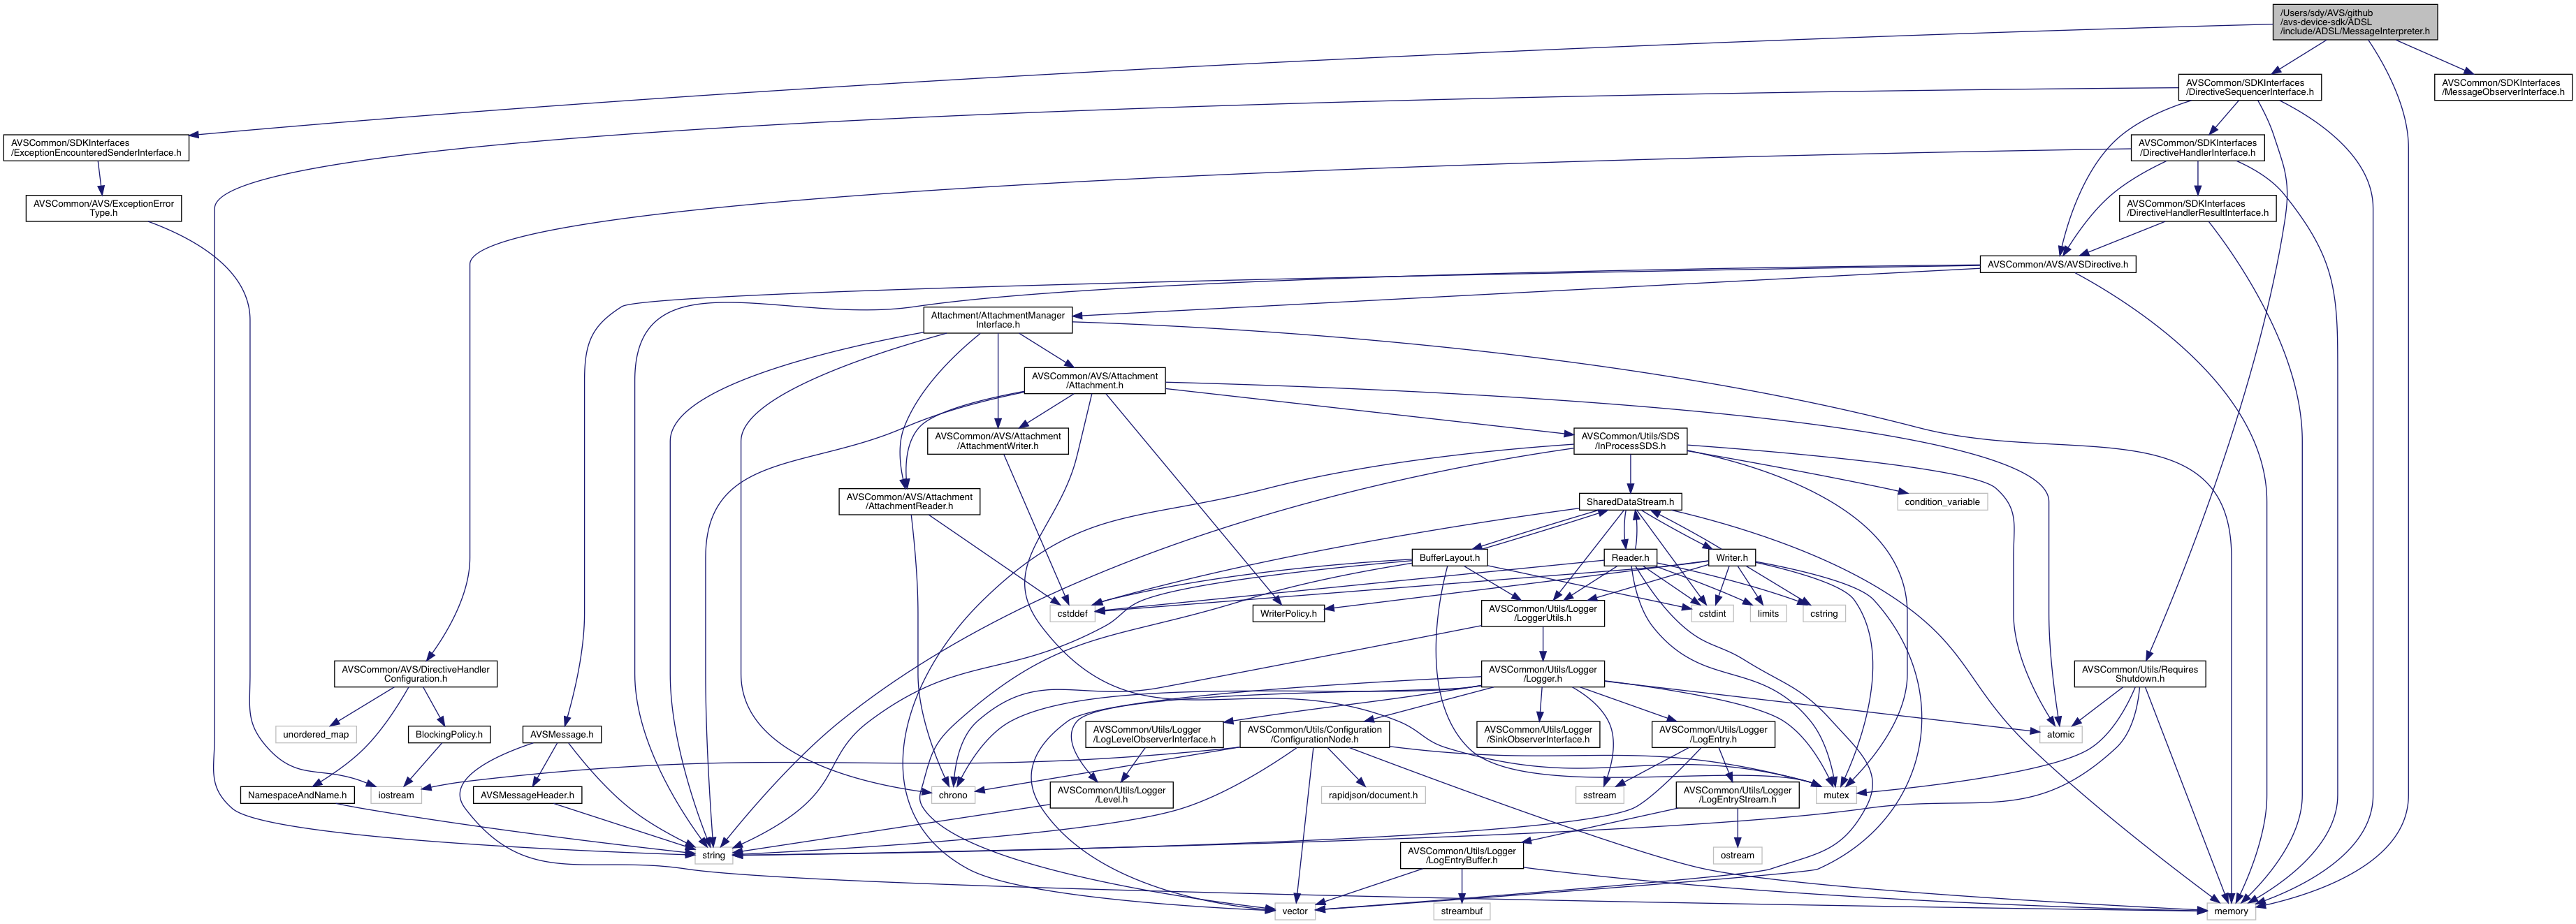 /Users/sdy/AVS/github
/avs-device-sdk/ADSL
/include/ADSL/MessageInterpreter.h
AVSCommon/SDKInterfaces
/DirectiveSequencerInterface.h
AVSCommon/SDKInterfaces
/MessageObserverInterface.h
AVSCommon/SDKInterfaces
/ExceptionEncounteredSenderInterface.h
AVSCommon/SDKInterfaces
/DirectiveHandlerInterface.h
AVSCommon/AVS/ExceptionError
Type.h
AVSCommon/SDKInterfaces
/DirectiveHandlerResultInterface.h
AVSCommon/AVS/AVSDirective.h
Attachment/AttachmentManager
Interface.h
AVSCommon/AVS/Attachment
/Attachment.h
AVSCommon/AVS/Attachment
/AttachmentWriter.h
AVSCommon/Utils/SDS
/InProcessSDS.h
AVSCommon/AVS/Attachment
/AttachmentReader.h
SharedDataStream.h
condition_variable
BufferLayout.h
Reader.h
Writer.h
cstddef
WriterPolicy.h
AVSCommon/Utils/Logger
/LoggerUtils.h
cstdint
limits
cstring
AVSCommon/AVS/DirectiveHandler
Configuration.h
AVSCommon/Utils/Logger
/Logger.h
AVSCommon/Utils/Requires
Shutdown.h
unordered_map
BlockingPolicy.h
AVSMessage.h
AVSCommon/Utils/Logger
/LogLevelObserverInterface.h
AVSCommon/Utils/Configuration
/ConfigurationNode.h
AVSCommon/Utils/Logger
/SinkObserverInterface.h
AVSCommon/Utils/Logger
/LogEntry.h
atomic
NamespaceAndName.h
iostream
AVSMessageHeader.h
chrono
AVSCommon/Utils/Logger
/Level.h
rapidjson/document.h
sstream
AVSCommon/Utils/Logger
/LogEntryStream.h
mutex
string
AVSCommon/Utils/Logger
/LogEntryBuffer.h
ostream
vector
streambuf
memory